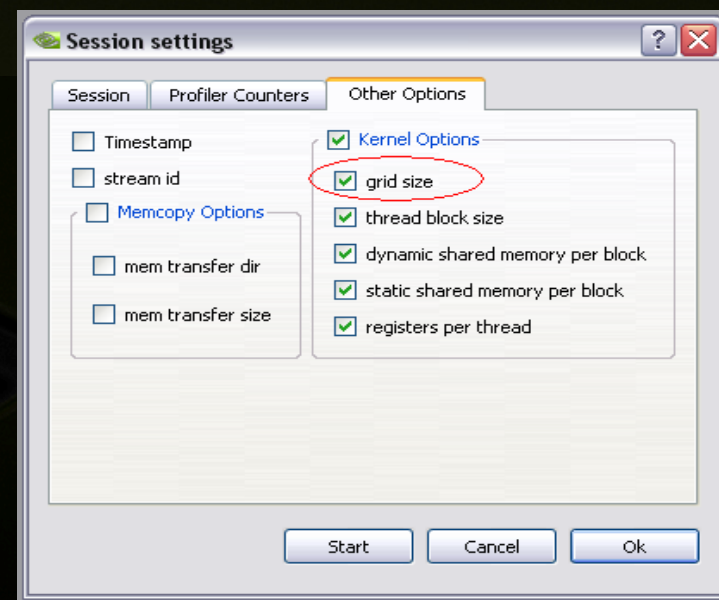 Session settings
Session
Profiler Counters
Other Options
Timestamp
stream id
Memcopy Options
mem transfer dir
mem transfer size
Kernel Options
grid size
thread block size
dynamic shared memory per block
static shared memory per block
registers per thread
Start
Cancel
Ok